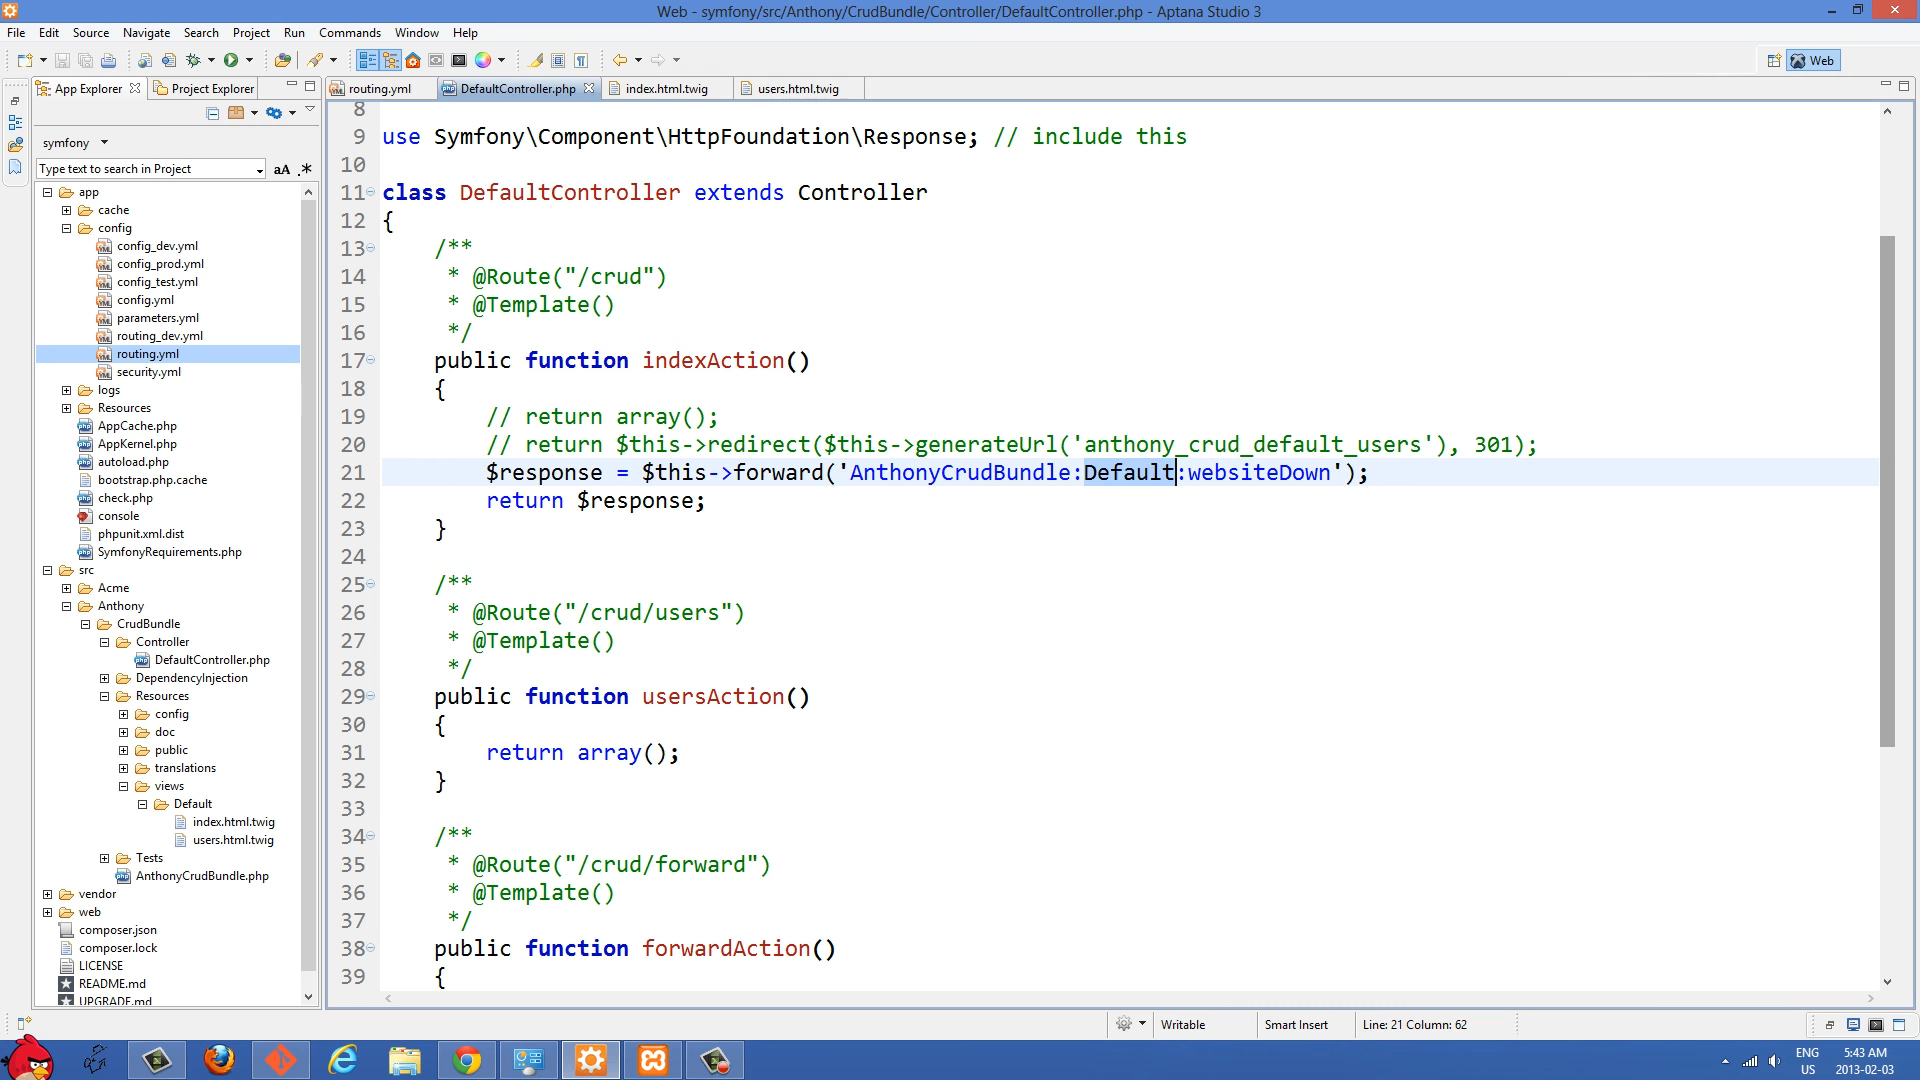 Web - symfony/src/Anthony/CrudBundle/Controller/DefaultController.php - Aptana Studio 3
File Edit Source Navigate Search Project Run Commands Window Help
Web
App Explorer Project Explorer
routing.yml DefaultController.php index.html.twig users.html.twig
symfony
Type text to search in Project aA .*
app
cache
config
config_dev.yml
config_prod.yml
config_test.yml
config.yml
parameters.yml
routing_dev.yml
routing.yml
security.yml
logs
Resources
AppCache.php
AppKernel.php
autoload.php
bootstrap.php.cache
check.php
console
phpunit.xml.dist
SymfonyRequirements.php
src
Acme
Anthony
CrudBundle
Controller
DefaultController.php
DependencyInjection
Resources
config
doc
public
translations
views
Default
index.html.twig
users.html.twig
Tests
AnthonyCrudBundle.php
vendor
web
composer.json
composer.lock
LICENSE
README.md
UPGRADE.md
8
9 use Symfony\Component\HttpFoundation\Response; // include this
10
11 class DefaultController extends Controller
12 {
13 /**
14 * @Route("/crud")
15 * @Template()
16 */
17 public function indexAction()
18 {
19 // return array();
20 // return $this->redirect($this->generateUrl('anthony_crud_default_users'), 301);
21 $response = $this->forward('AnthonyCrudBundle:Default:websiteDown');
22 return $response;
23 }
24
25 /**
26 * @Route("/crud/users")
27 * @Template()
28 */
29 public function usersAction()
30 {
31 return array();
32 }
33
34 /**
35 * @Route("/crud/forward")
36 * @Template()
37 */
38 public function forwardAction()
39 {
Writable Smart Insert Line: 21 Column: 62
ENG 5:43 AM
US 2013-02-03